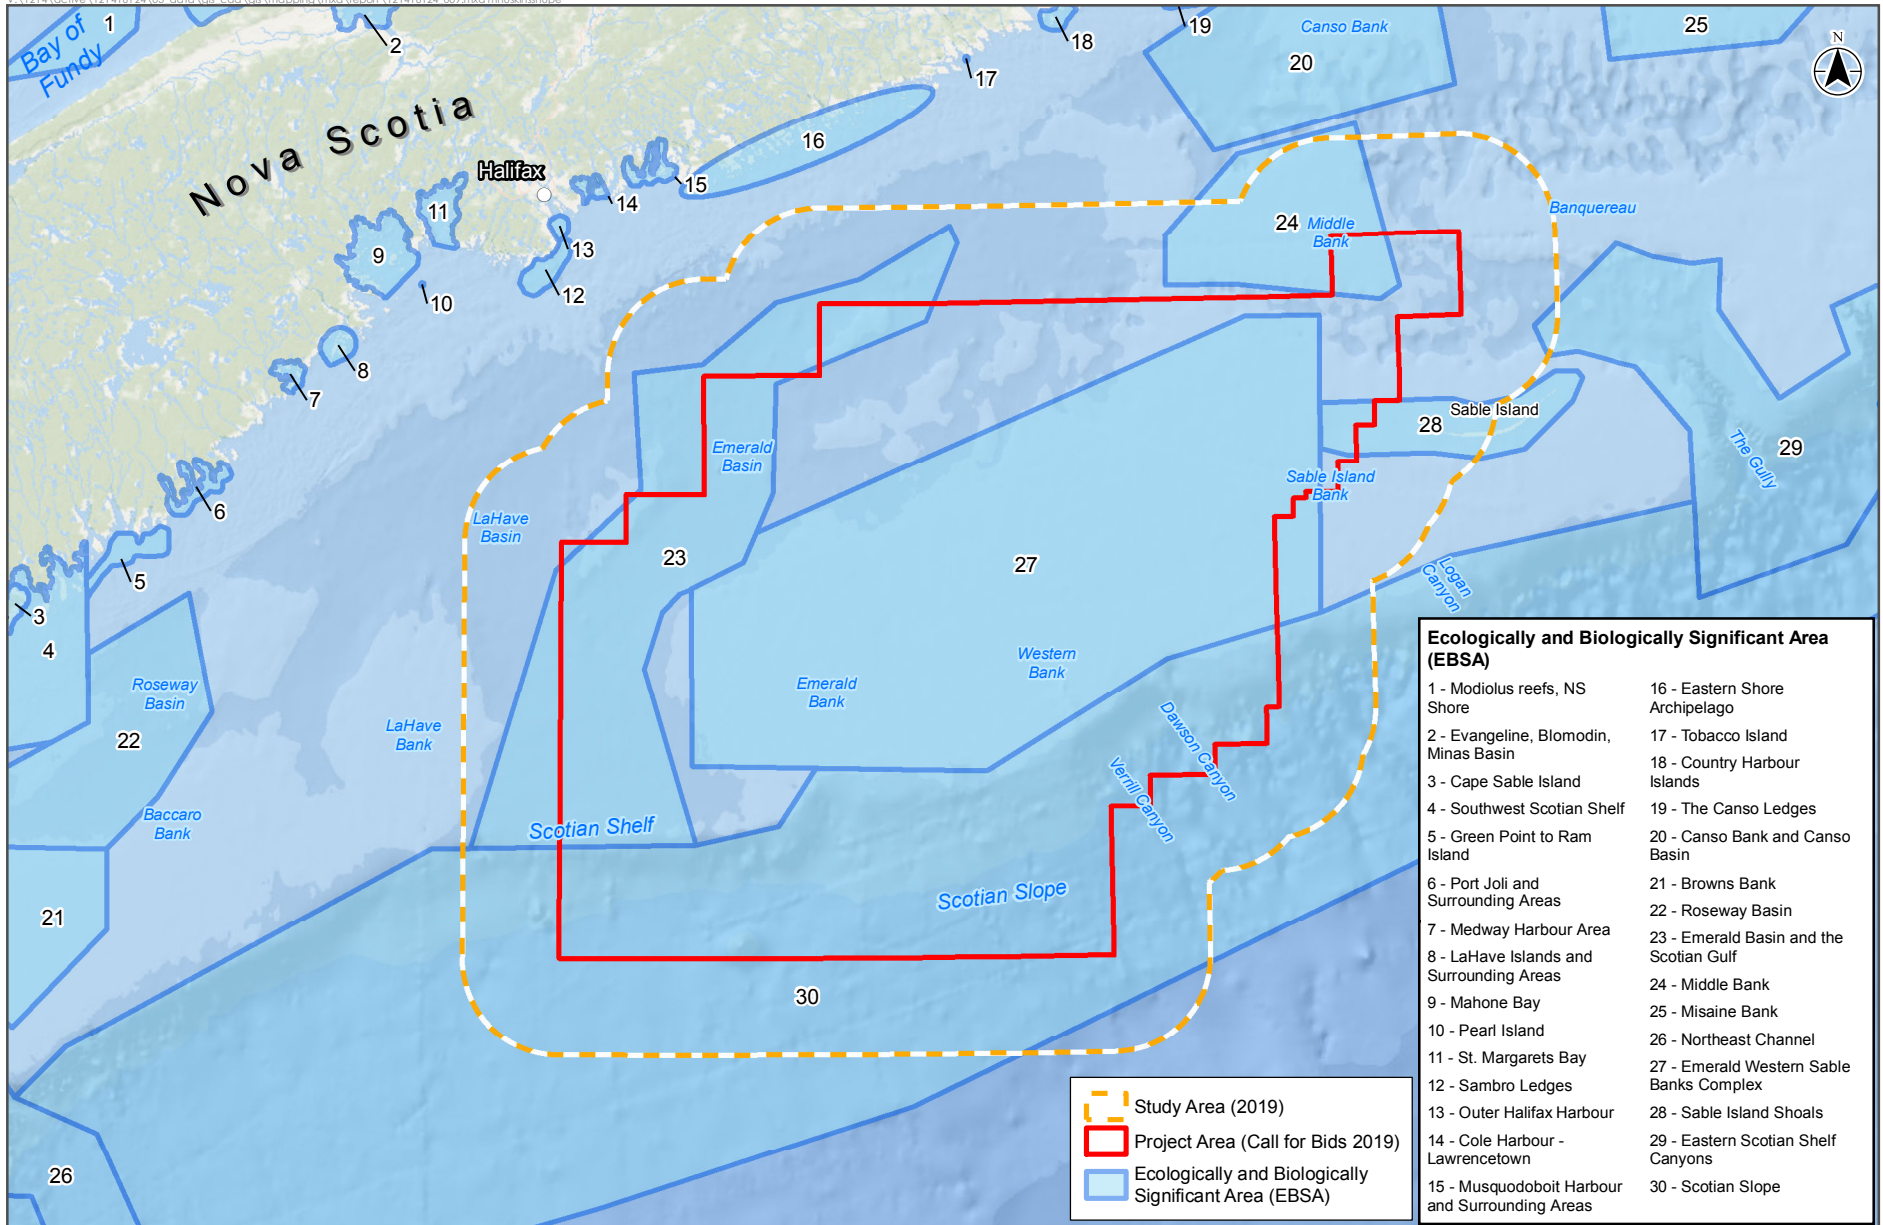 1
Bay of
Fundy
2
18
19
Canso Bank
20
25
N
17
Nova Scotia
16
Halifax
15
14
11
13
9
12
10
24
Middle
Bank
Banquereau
8
7
Emerald
Basin
Sable Island
28
29
The Gully
Sable Island
Bank
6
LaHave
Basin
23
27
Logan
Canyon
5
3
4
Roseway
Basin
22
LaHave
Bank
Emerald
Bank
Western
Bank
Dawson Canyon
Verrill Canyon
Baccaro
Bank
Scotian Shelf
Scotian Slope
21
30
26
Study Area (2019)
Project Area (Call for Bids 2019)
Ecologically and Biologically
Significant Area (EBSA)
Ecologically and Biologically Significant Area
(EBSA)
1 - Modiolus reefs, NS
Shore
2 - Evangeline, Blomodin,
Minas Basin
3 - Cape Sable Island
4 - Southwest Scotian Shelf
5 - Green Point to Ram
Island
6 - Port Joli and
Surrounding Areas
7 - Medway Harbour Area
8 - LaHave Islands and
Surrounding Areas
9 - Mahone Bay
10 - Pearl Island
11 - St. Margarets Bay
12 - Sambro Ledges
13 - Outer Halifax Harbour
14 - Cole Harbour -
Lawrencetown
15 - Musquodoboit Harbour
and Surrounding Areas
16 - Eastern Shore
Archipelago
17 - Tobacco Island
18 - Country Harbour
Islands
19 - The Canso Ledges
20 - Canso Bank and Canso
Basin
21 - Browns Bank
22 - Roseway Basin
23 - Emerald Basin and the
Scotian Gulf
24 - Middle Bank
25 - Misaine Bank
26 - Northeast Channel
27 - Emerald Western Sable
Banks Complex
28 - Sable Island Shoals
29 - Eastern Scotian Shelf
Canyons
30 - Scotian Slope